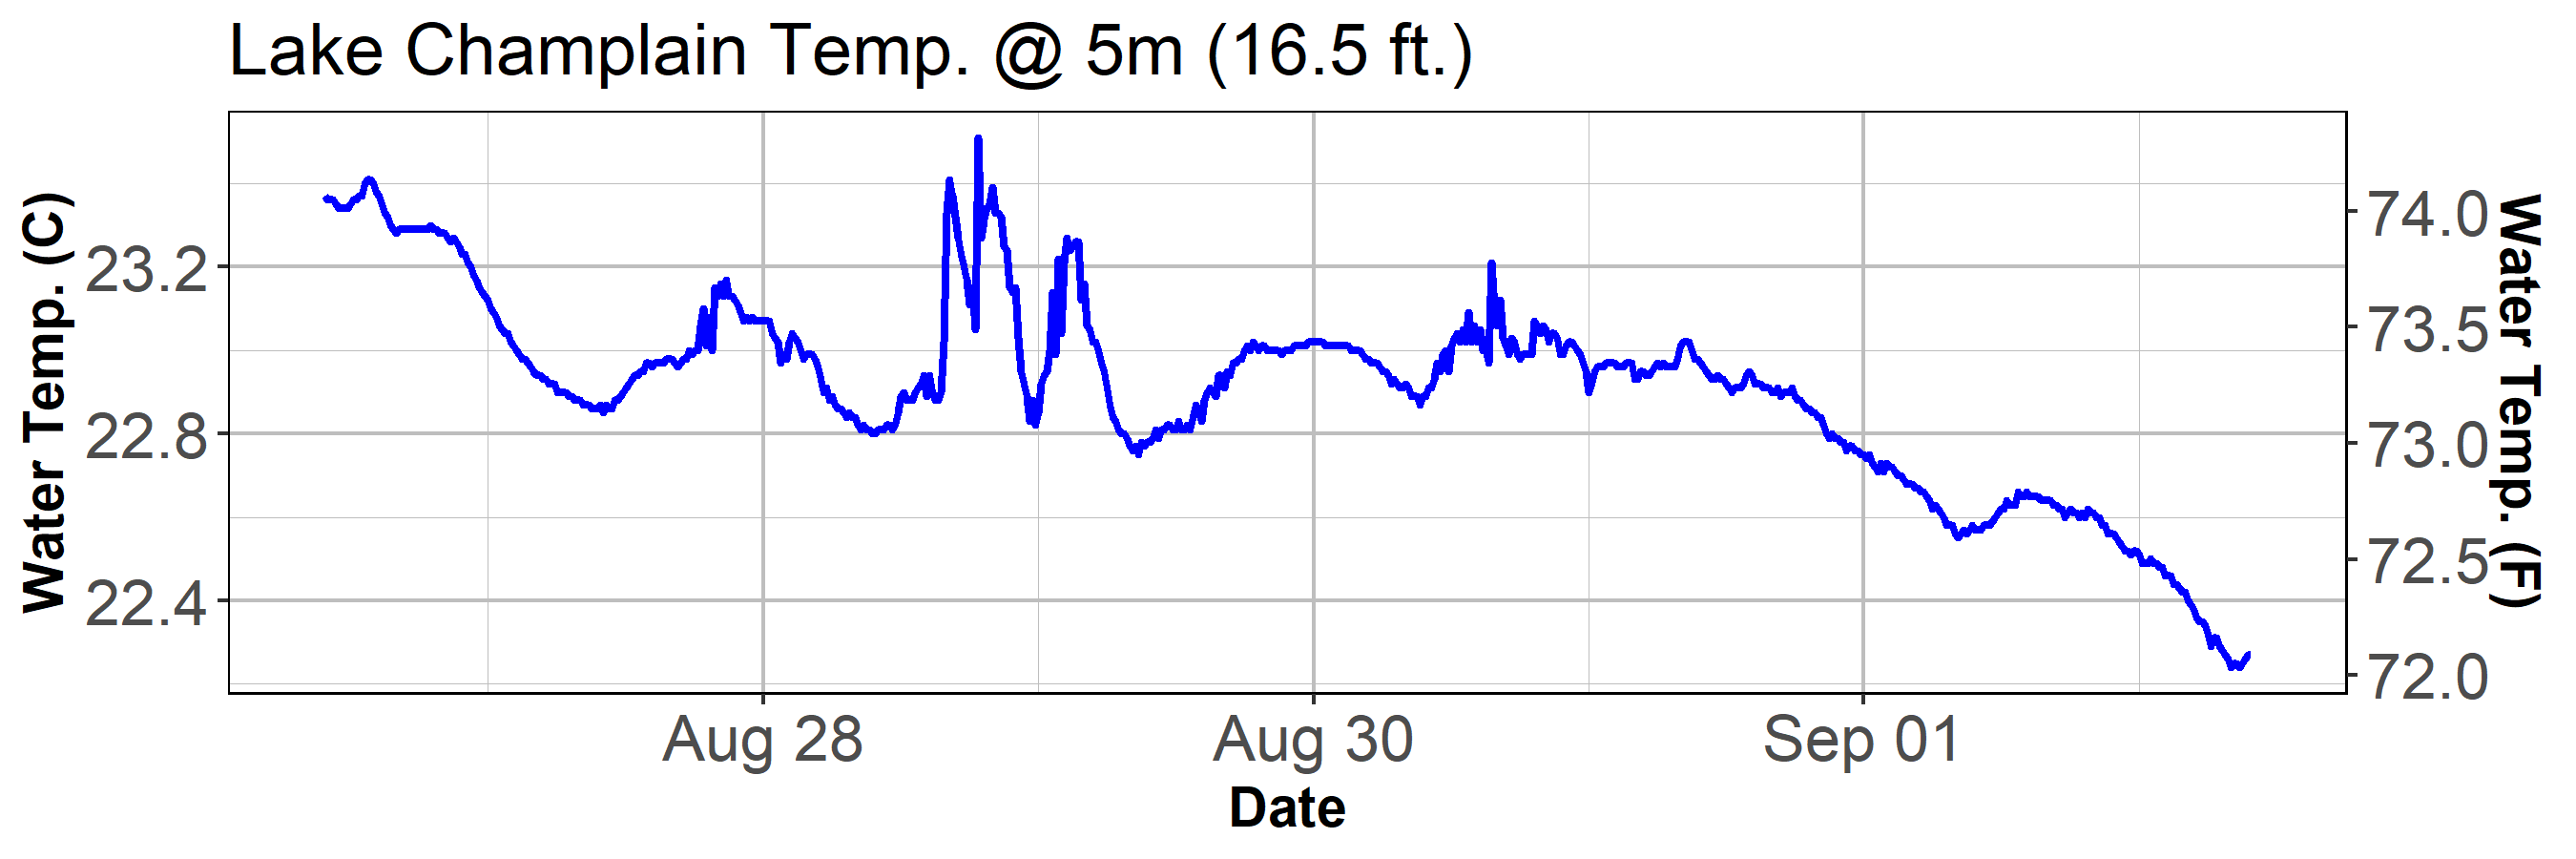 Lake Champlain Temp. @ 5m (16.5 ft.)
Water Temp. (C)
23.2
22.8
22.4
74.0
73.5
73.0
72.5
72.0
Water Temp. (F)
Aug 28
Aug 30
Sep 01
Date